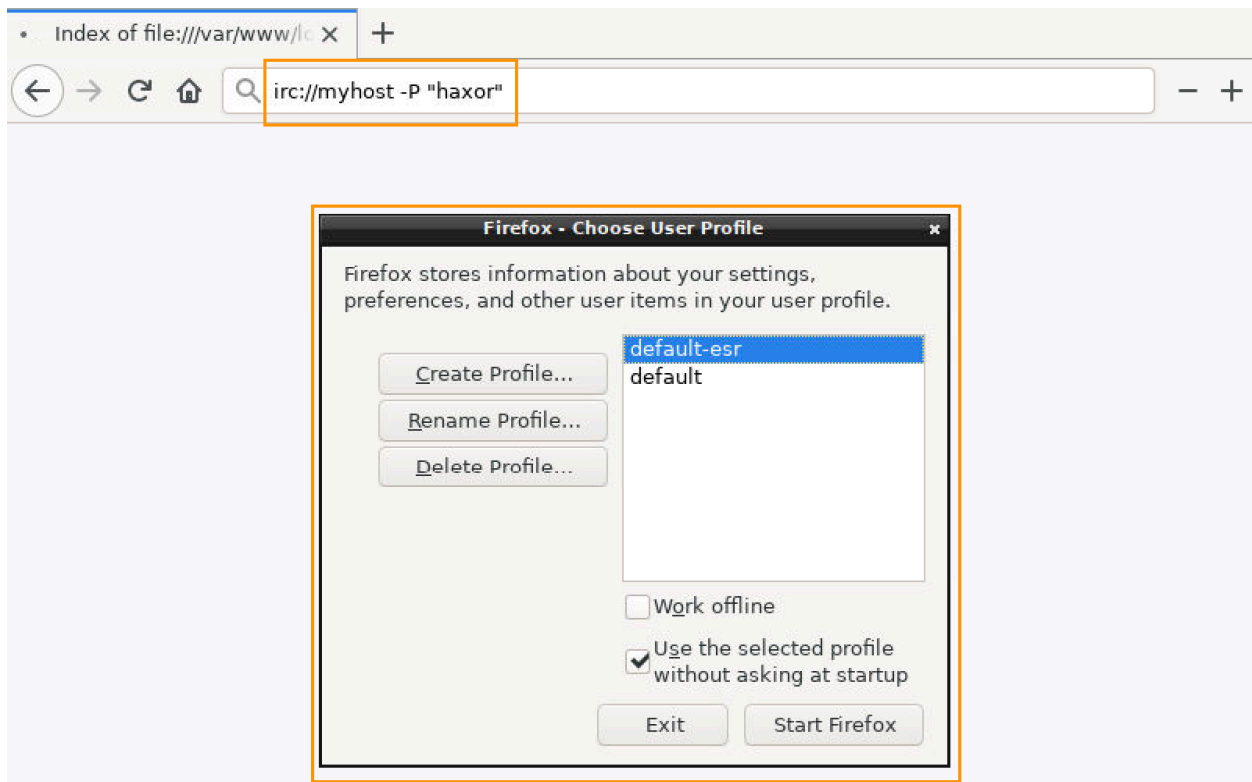 Index of file:///var/www/lo
irc://myhost -P "haxor"
Firefox - Choose User Profile
Firefox stores information about your settings,
preferences, and other user items in your user profile.
Create Profile...
Rename Profile...
Delete Profile...
default-esr
default
Work offline
Use the selected profile
without asking at startup
Exit
Start Firefox